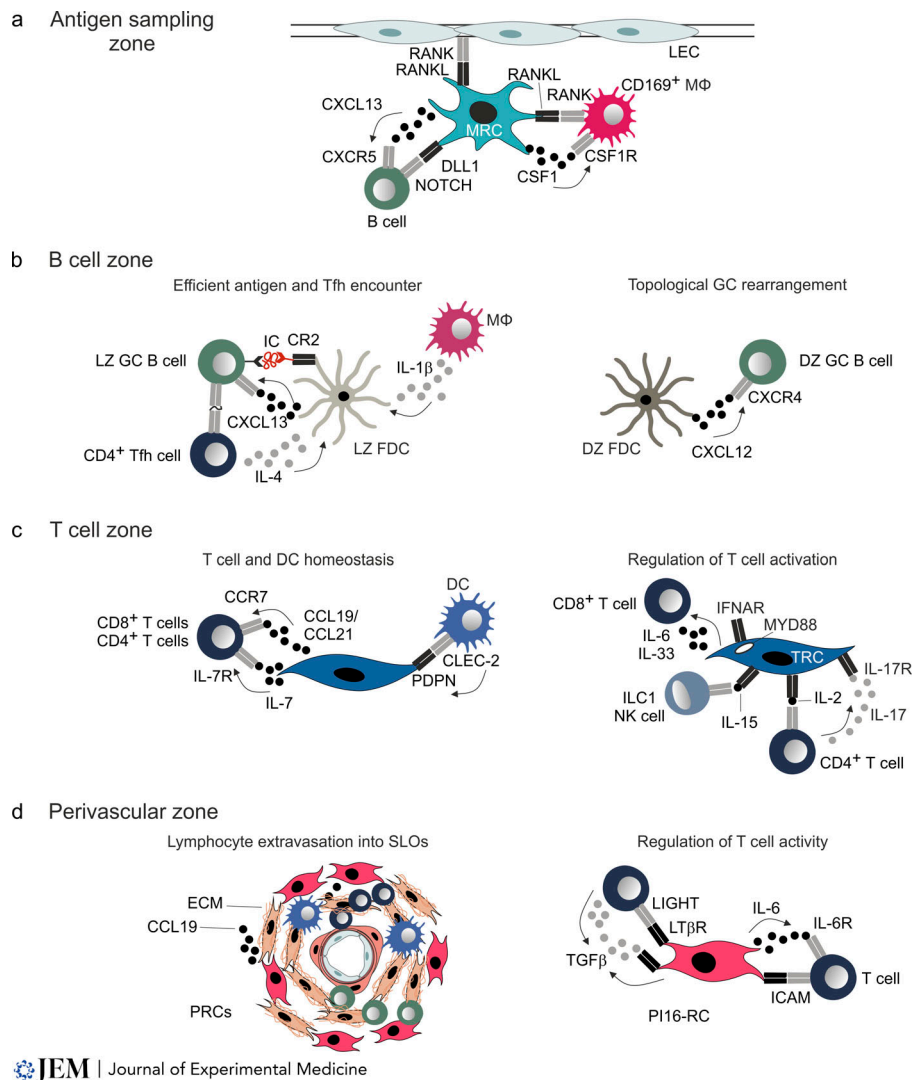 a Antigen sampling
zone
LEC
RANK
RANKL
RANKL
RANK
CD169+ MΦ
CXCL13
MRC
CXCR5
DLL1
NOTCH
CSF1
CSF1R
B cell
b B cell zone
Efficient antigen and Tfh encounter
Topological GC rearrangement
MΦ
IC CR2
LZ GC B cell
IL-1β
DZ GC B cell
CXCR4
CXCL13
LZ FDC
CD4+ Tfh cell
IL-4
DZ FDC
CXCL12
c T cell zone
T cell and DC homeostasis
Regulation of T cell activation
DC
CCR7
CD8+ T cell
IFNAR
CCL19/
CCL21
CD8+ T cells
CD4+ T cells
MYD88
IL-6
IL-33
TRC
CLEC-2
PDPN
IL-7R
IL-7
IL-17R
ILC1
NK cell
IL-15
IL-2
IL-17
CD4+ T cell
d Perivascular zone
Lymphocyte extravasation into SLOs
Regulation of T cell activity
ECM
CCL19
PRCs
LIGHT
LTβR
IL-6
IL-6R
TGFβ
T cell
ICAM
PI16-RC
JEM | Journal of Experimental Medicine